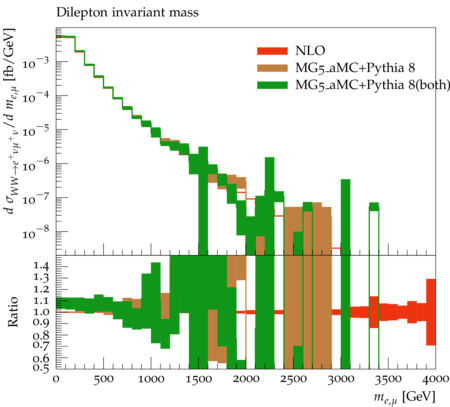 Dilepton invariant mass
d σ_{WW→e⁺νμ⁺ν}/d m_{e,μ} [fb/GeV]
NLO
MG5_aMC+Pythia 8
MG5_aMC+Pythia 8(both)
10⁻³
10⁻⁴
10⁻⁵
10⁻⁶
10⁻⁷
10⁻⁸
Ratio
1.4
1.3
1.2
1.1
1.0
0.9
0.8
0.7
0.6
0.5
0 500 1000 1500 2000 2500 3000 3500 4000
m_{e,μ} [GeV]